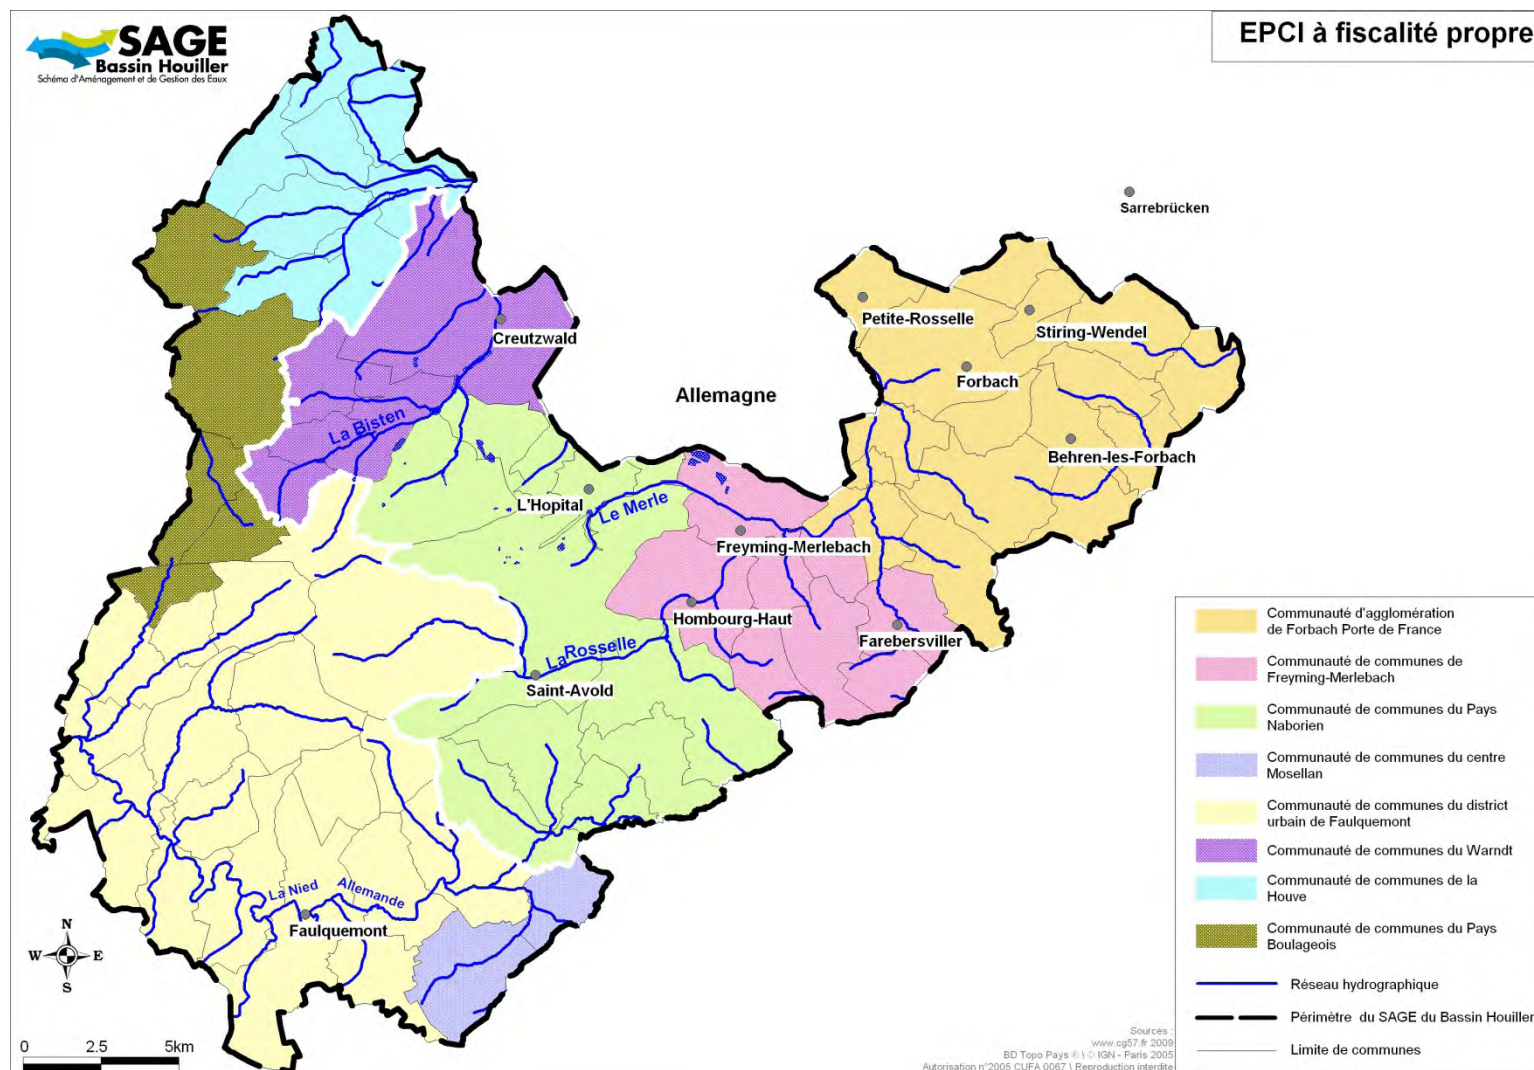 SAGE
Bassin Houiller
Schéma d'Aménagement et de Gestion des Eaux
EPCI à fiscalité propre
Sarrebrücken
Petite-Rosselle
Stiring-Wendel
Creutzwald
Forbach
Allemagne
La Bisten
Behren-les-Forbach
L'Hopital
Le Merle
Freyming-Merlebach
Hombourg-Haut
Farebersviller
La Rosselle
Saint-Avold
La Nied Allemande
Faulquemont
N
W E
S
0 2.5 5km
Communauté d'agglomération
de Forbach Porte de France
Communauté de communes de
Freyming-Merlebach
Communauté de communes du Pays
Naborien
Communauté de communes du centre
Mosellan
Communauté de communes du district
urbain de Faulquemont
Communauté de communes du Warndt
Communauté de communes de la
Houve
Communauté de communes du Pays
Boulageois
Réseau hydrographique
Périmètre du SAGE du Bassin Houiller
Limite de communes
Sources :
www.cg57.fr 2009
BD Topo Pays ® \ © IGN - Paris 2005
Autorisation n°2005 CUFA 0067 \ Reproduction interdite